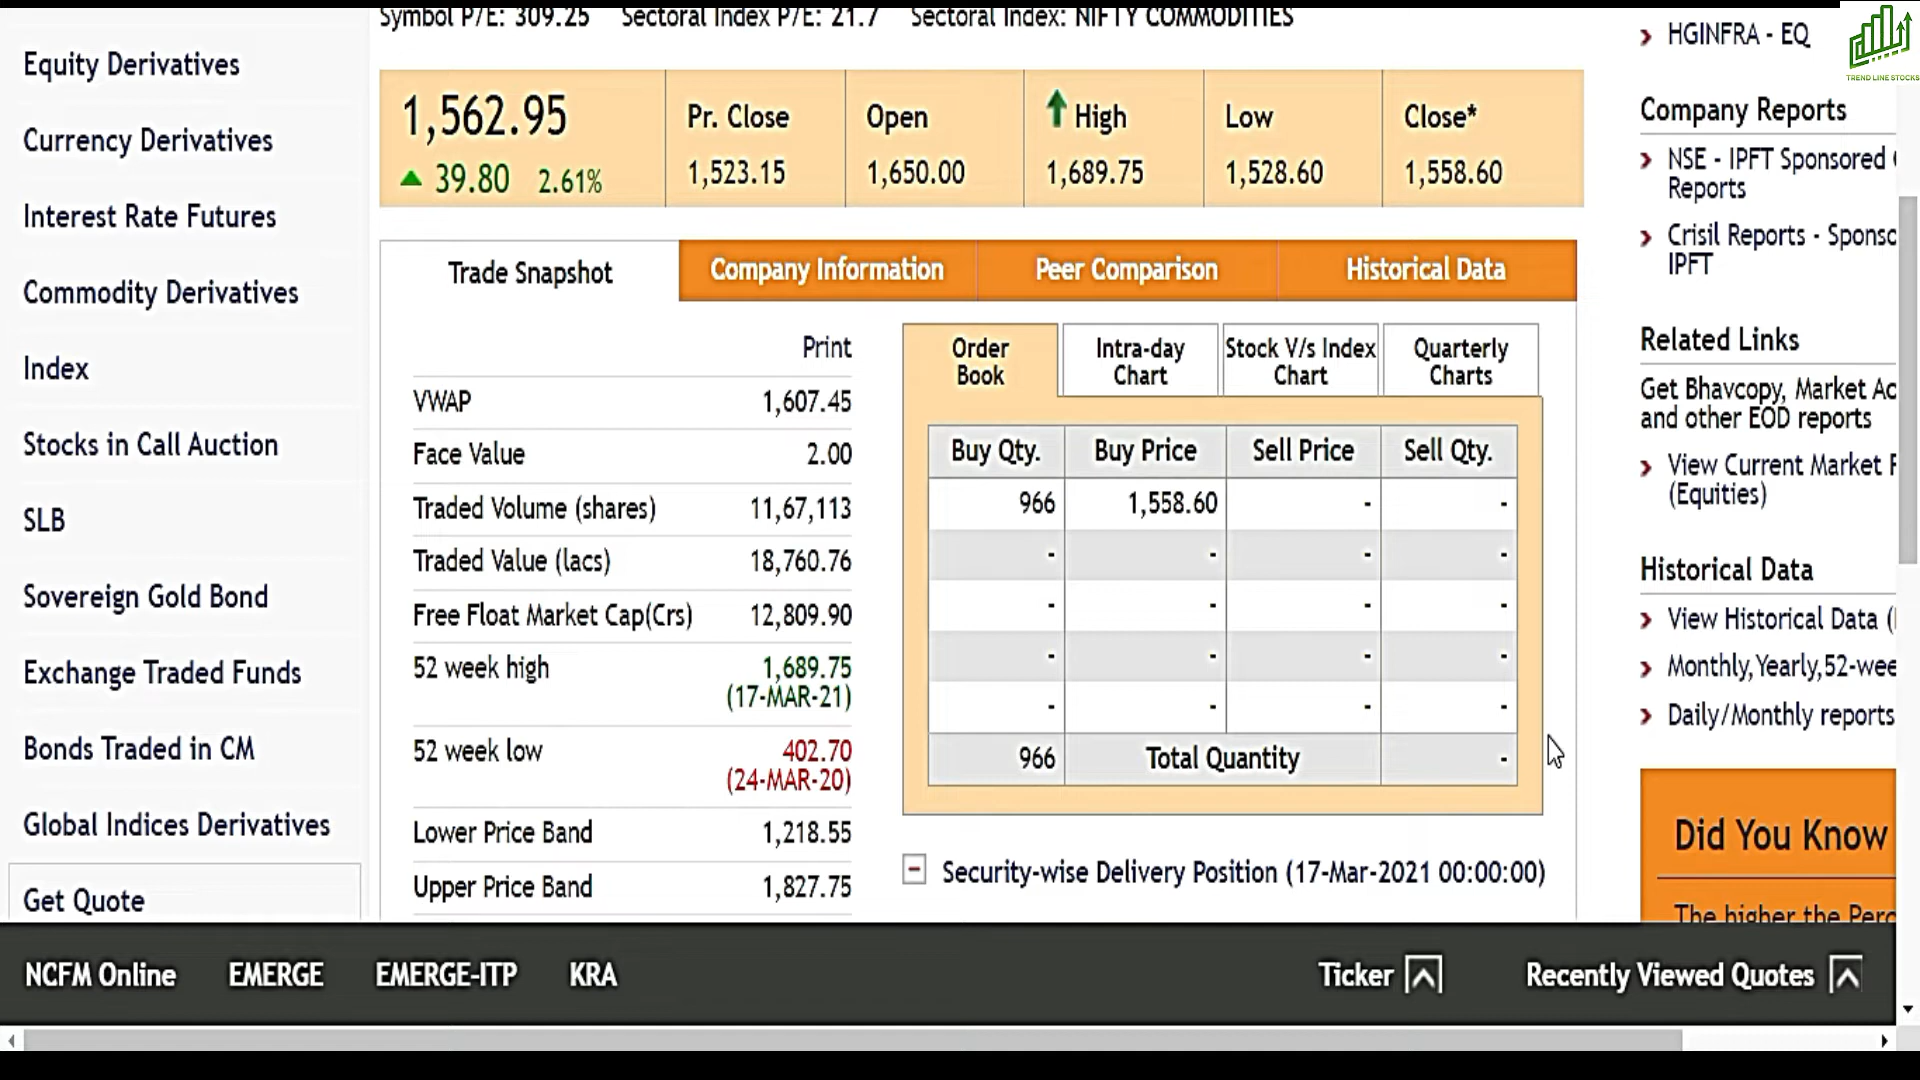 Symbol P/E: 309.25 Sectoral Index P/E: 21.7 Sectoral Index: NIFTY COMMODITIES
HGINFRA - EQ
TREND LINE STOCKS
Equity Derivatives
Currency Derivatives
Interest Rate Futures
Commodity Derivatives
Index
Stocks in Call Auction
SLB
Sovereign Gold Bond
Exchange Traded Funds
Bonds Traded in CM
Global Indices Derivatives
Get Quote
1,562.95
39.80 2.61%
Pr. Close
1,523.15
Open
1,650.00
High
1,689.75
Low
1,528.60
Close*
1,558.60
Trade Snapshot
Company Information
Peer Comparison
Historical Data
Print
VWAP 1,607.45
Face Value 2.00
Traded Volume (shares) 11,67,113
Traded Value (lacs) 18,760.76
Free Float Market Cap(Crs) 12,809.90
52 week high 1,689.75
(17-MAR-21)
52 week low 402.70
(24-MAR-20)
Lower Price Band 1,218.55
Upper Price Band 1,827.75
Order
Book
Intra-day
Chart
Stock V/s Index
Chart
Quarterly
Charts
Buy Qty. Buy Price Sell Price Sell Qty.
966 1,558.60 - -
- - - -
- - - -
- - - -
- - - -
966 Total Quantity -
Security-wise Delivery Position (17-Mar-2021 00:00:00)
Company Reports
NSE - IPFT Sponsored
Reports
Crisil Reports - Sponso
IPFT
Related Links
Get Bhavcopy, Market Ac
and other EOD reports
View Current Market
(Equities)
Historical Data
View Historical Data (
Monthly,Yearly,52-wee
Daily/Monthly reports
Did You Know
The higher the Perc
NCFM Online EMERGE EMERGE-ITP KRA Ticker Recently Viewed Quotes